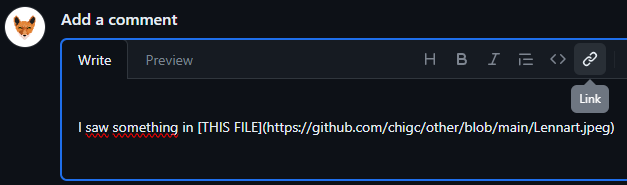 Add a comment
Write Preview H B I <>
Link
I saw something in [THIS FILE](https://github.com/chigc/other/blob/main/Lennart.jpeg)